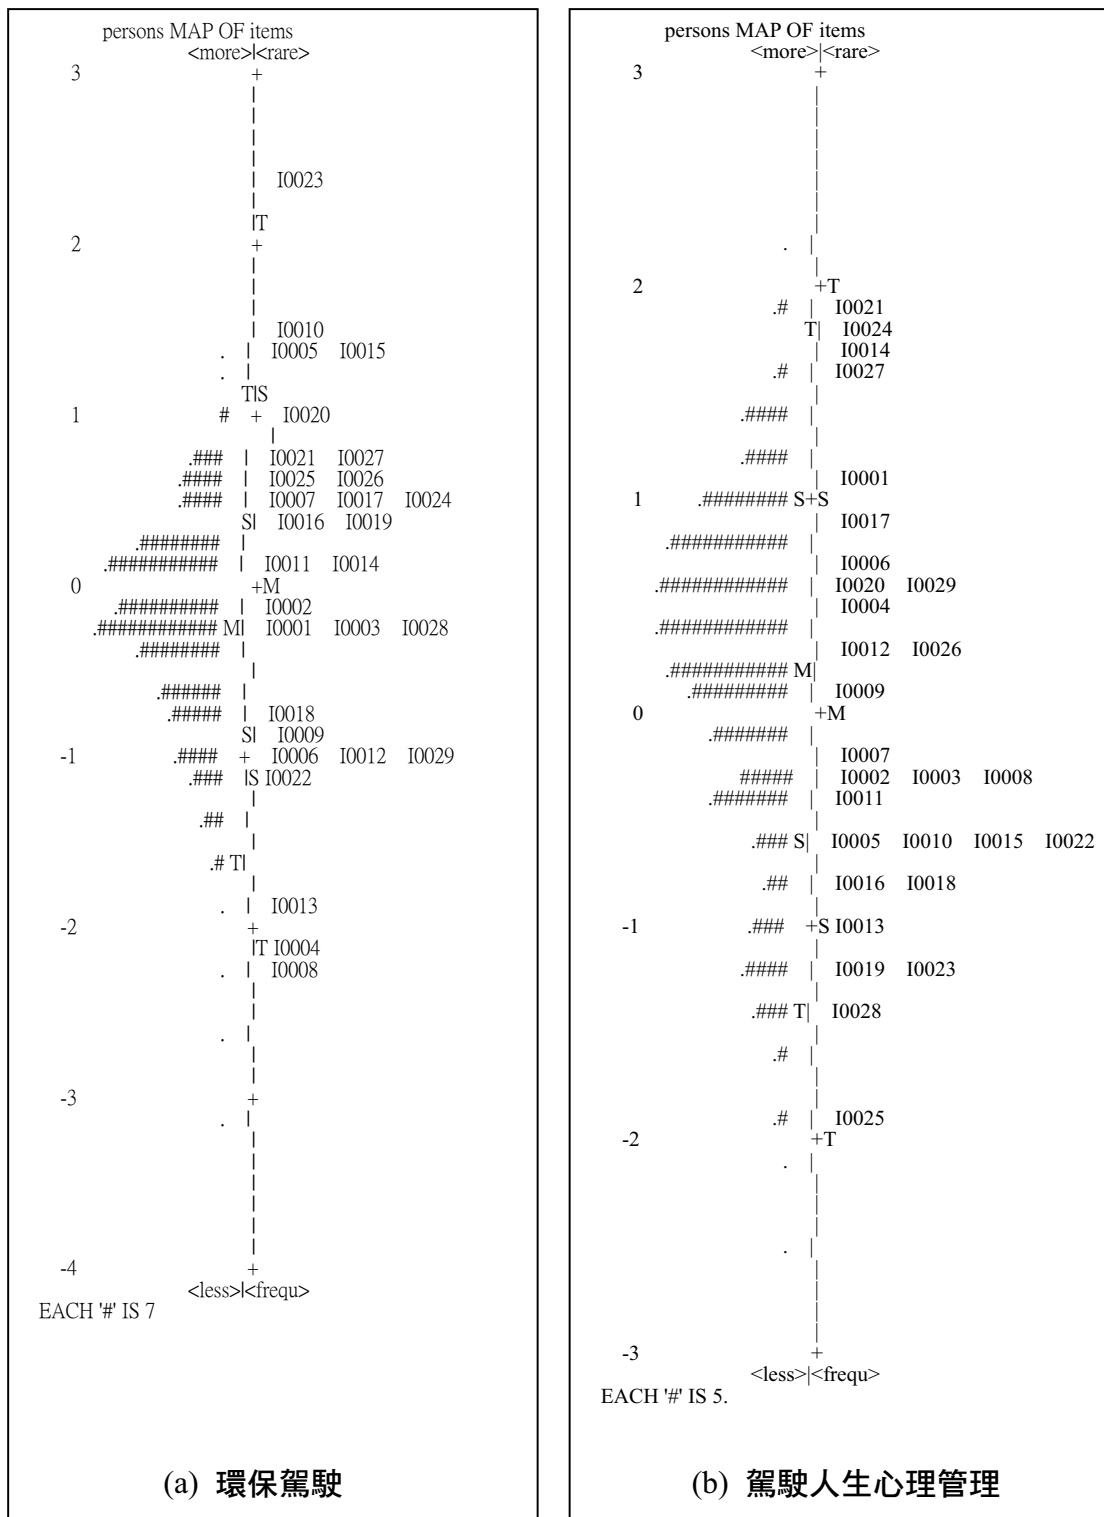 persons MAP OF items
<more>|<rare>
3 +
|
|
|
|
| I0023
|
|T
2 +
|
|
|
| I0010
. | I0005 I0015
. |
T|S
1 # + I0020
|
.### | I0021 I0027
.#### | I0025 I0026
.#### | I0007 I0017 I0024
S| I0016 I0019
.######## |
.########### | I0011 I0014
0 +M
.########## | I0002
.############ M| I0001 I0003 I0028
.######## |
|
.###### |
.##### | I0018
S| I0009
-1 .#### + I0006 I0012 I0029
.### |S I0022
|
.## |
|
.# T|
|
. | I0013
-2 +
|T I0004
. | I0008
|
|
. |
|
|
-3 +
. |
|
|
|
|
|
|
-4 +
<less>|<frequ>
EACH '#' IS 7
(a) 環保駕駛
persons MAP OF items
<more>|<rare>
3 +
|
|
|
|
|
|
|
. |
|
2 +T
.# | I0021
T| I0024
| I0014
.# | I0027
|
.#### |
|
.#### |
| I0001
1 .######## S+S
| I0017
.########### |
| I0006
.############ | I0020 I0029
| I0004
.############ |
| I0012 I0026
.########### M|
.######### | I0009
0 +M
.####### |
| I0007
##### | I0002 I0003 I0008
.####### | I0011
|
.### S| I0005 I0010 I0015 I0022
|
.## | I0016 I0018
|
-1 .### +S I0013
|
.#### | I0019 I0023
|
.### T| I0028
|
.# |
|
|
.# | I0025
-2 +T
. |
|
|
|
. |
|
|
|
|
-3 +
<less>|<frequ>
EACH '#' IS 5.
(b) 駕駛人生心理管理